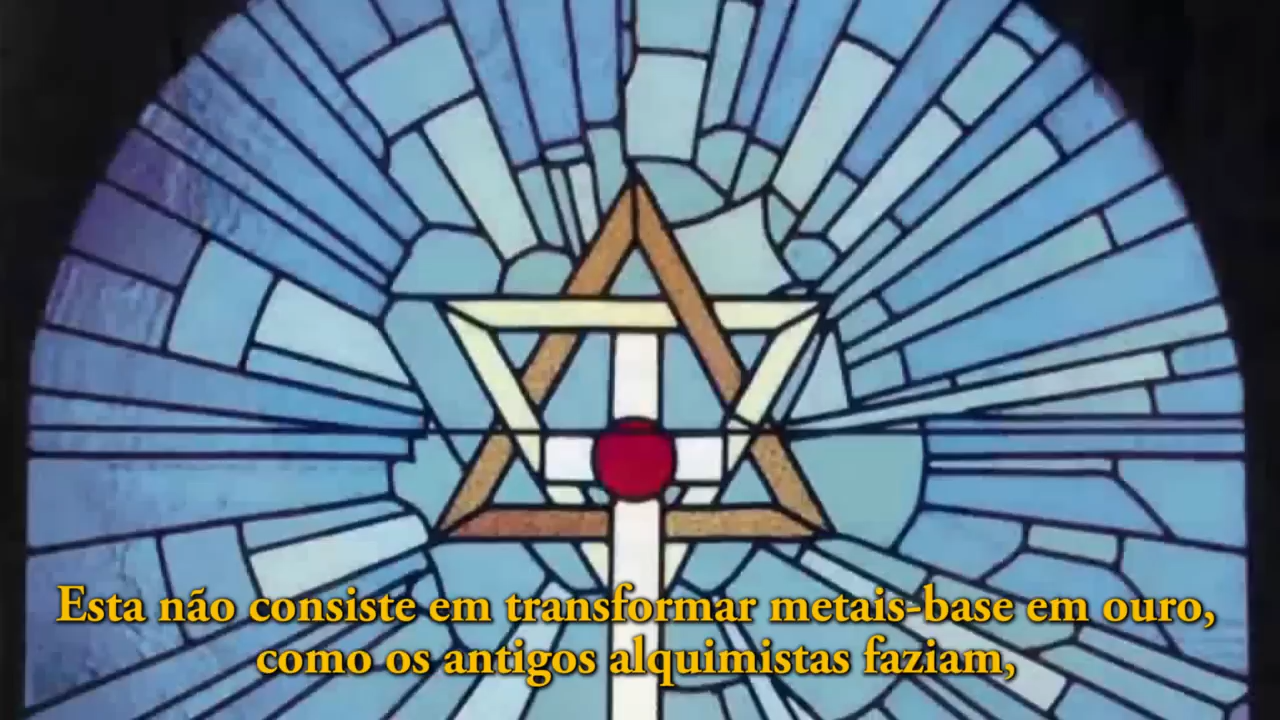 Esta não consiste em transformar metais-base em ouro,
como os antigos alquimistas faziam,